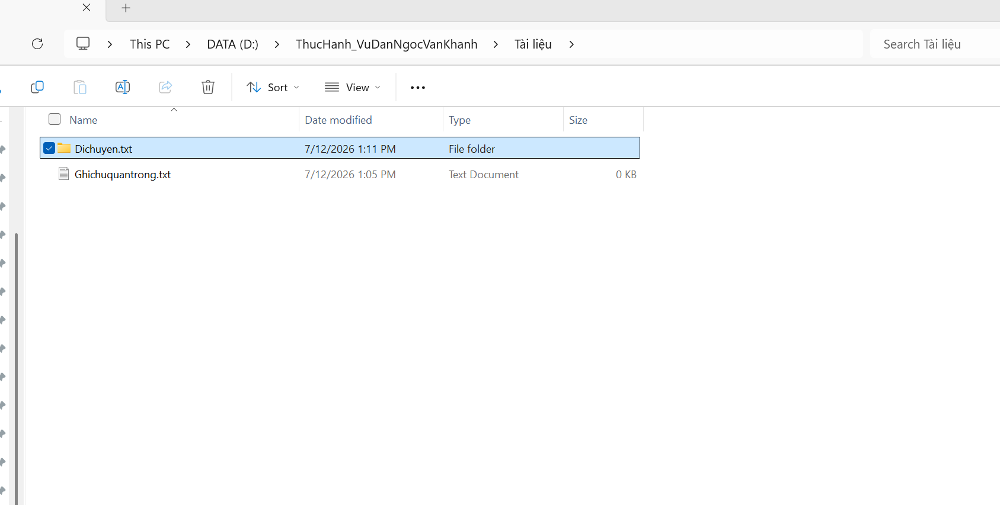 This PC > DATA (D:) > ThucHanh_VuDanNgocVanKhanh > Tài liệu >
Search Tài liệu
Sort
View
Name
Date modified
Type
Size
Dichuyen.txt 7/12/2026 1:11 PM File folder
Ghichuquantrong.txt 7/12/2026 1:05 PM Text Document 0 KB